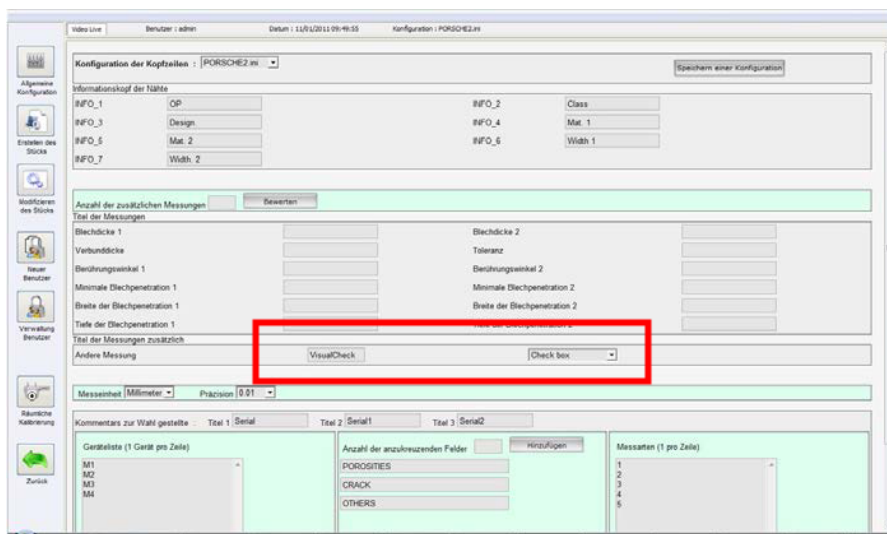 Video Live Benutzer : admin Datum : 11/01/2011 09:49:55 Konfiguration : PORSCHE2.ini
Allgemeine Konfiguration
Erstellen des Stücks
Modifizieren des Stücks
Neuer Benutzer
Verwaltung Benutzer
Räumliche Kalibrierung
Zurück
Konfiguration der Kopfzeilen : PORSCHE2.ini Speichern einer Konfiguration
Informationskopf der Nähte
INFO_1 OP INFO_2 Class
INFO_3 Design INFO_4 Mat. 1
INFO_5 Mat. 2 INFO_6 Width 1
INFO_7 Width. 2
Anzahl der zusätzlichen Messungen Bewerten
Titel der Messungen
Blechdicke 1 Blechdicke 2
Verbunddicke Toleranz
Berührungswinkel 1 Berührungswinkel 2
Minimale Blechpenetration 1 Minimale Blechpenetration 2
Breite der Blechpenetration 1 Breite der Blechpenetration 2
Tiefe der Blechpenetration 1
Titel der Messungen zusätzlich
Andere Messung VisualCheck Check box
Messeinheit Millimeter Präzision 0.01
Kommentars zur Wahl gestellte : Titel 1 Serial Titel 2 Serial1 Titel 3 Serial2
Geräteliste (1 Gerät pro Zeile) Anzahl der anzukreuzenden Felder Hinzufügen Messarten (1 pro Zeile)
M1 POROSITIES 1
M2 2
M3 CRACK 3
M4 4
OTHERS 5